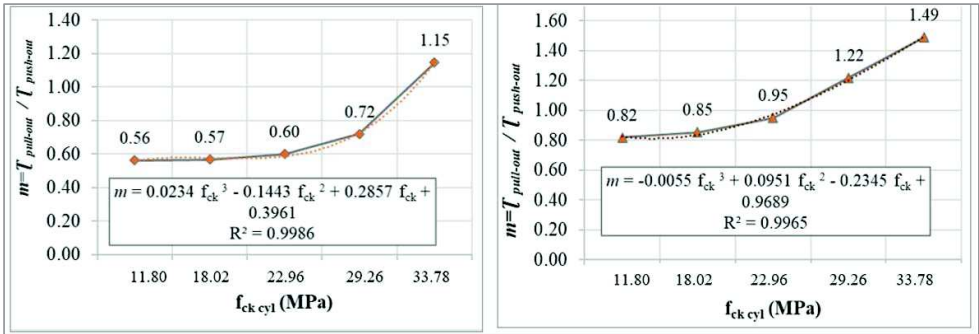 1.40
1.20
1.00
0.80
0.60
0.40
0.20
0.00
m=τ pull-out / τ push-out
0.56
0.57
0.60
0.72
1.15
m = 0.0234 fck 3 - 0.1443 fck 2 + 0.2857 fck +
0.3961
R² = 0.9986
11.80 18.02 22.96 29.26 33.78
fck cyl (MPa)
1.60
1.40
1.20
1.00
0.80
0.60
0.40
0.20
0.00
m=τ pull-out / τ push-out
0.82
0.85
0.95
1.22
1.49
m = -0.0055 fck 3 + 0.0951 fck 2 - 0.2345 fck +
0.9689
R² = 0.9965
11.80 18.02 22.96 29.26 33.78
fck cyl (MPa)